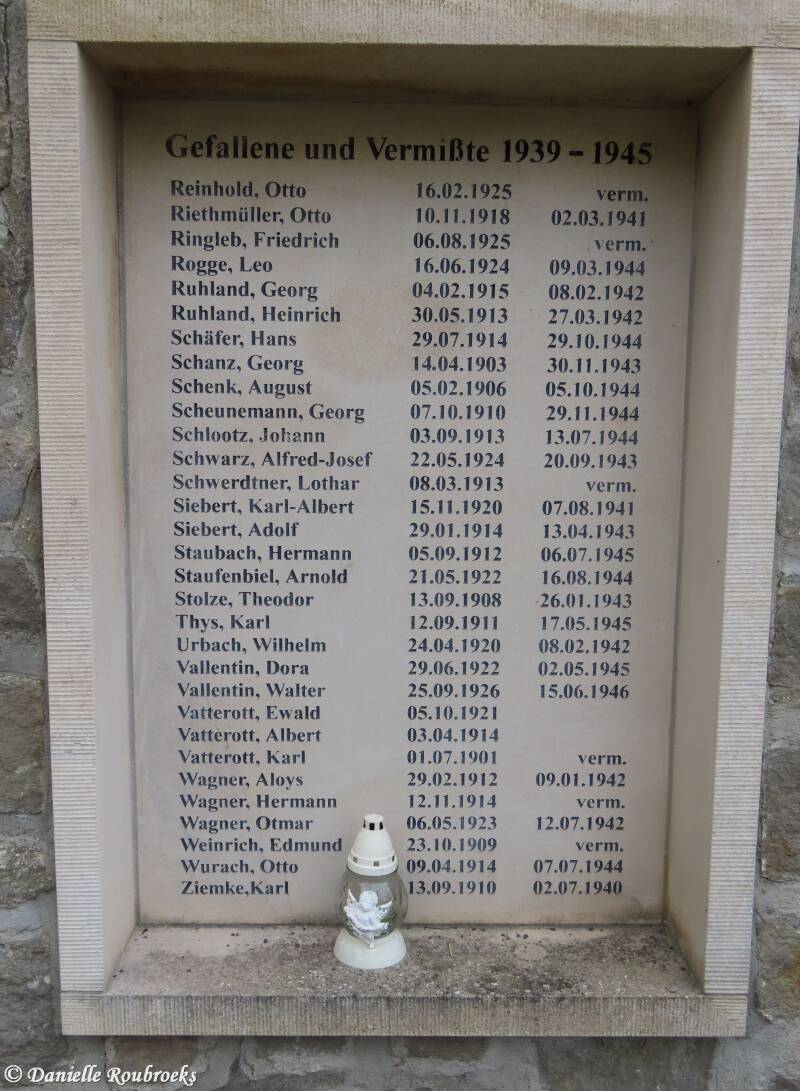 Gefallene und Vermißte 1939 – 1945
Reinhold, Otto 16.02.1925 verm.
Riethmüller, Otto 10.11.1918 02.03.1941
Ringleb, Friedrich 06.08.1925 verm.
Rogge, Leo 16.06.1924 09.03.1944
Ruhland, Georg 04.02.1915 08.02.1942
Ruhland, Heinrich 30.05.1913 27.03.1942
Schäfer, Hans 29.07.1914 29.10.1944
Schanz, Georg 14.04.1903 30.11.1943
Schenk, August 05.02.1906 05.10.1944
Scheunemann, Georg 07.10.1910 29.11.1944
Schlootz, Johann 03.09.1913 13.07.1944
Schwarz, Alfred-Josef 22.05.1924 20.09.1943
Schwerdtner, Lothar 08.03.1913 verm.
Siebert, Karl-Albert 15.11.1920 07.08.1941
Siebert, Adolf 29.01.1914 13.04.1943
Staubach, Hermann 05.09.1912 06.07.1945
Staufenbiel, Arnold 21.05.1922 16.08.1944
Stolze, Theodor 13.09.1908 26.01.1943
Thys, Karl 12.09.1911 17.05.1945
Urbach, Wilhelm 24.04.1920 08.02.1942
Vallentin, Dora 29.06.1922 02.05.1945
Vallentin, Walter 25.09.1926 15.06.1946
Vatterott, Ewald 05.10.1921
Vatterott, Albert 03.04.1914
Vatterott, Karl 01.07.1901 verm.
Wagner, Aloys 29.02.1912 09.01.1942
Wagner, Hermann 12.11.1914 verm.
Wagner, Otmar 06.05.1923 12.07.1942
Weinrich, Edmund 23.10.1909 verm.
Wurach, Otto 09.04.1914 07.07.1944
Ziemke,Karl 13.09.1910 02.07.1940
© Danielle Roubroeks